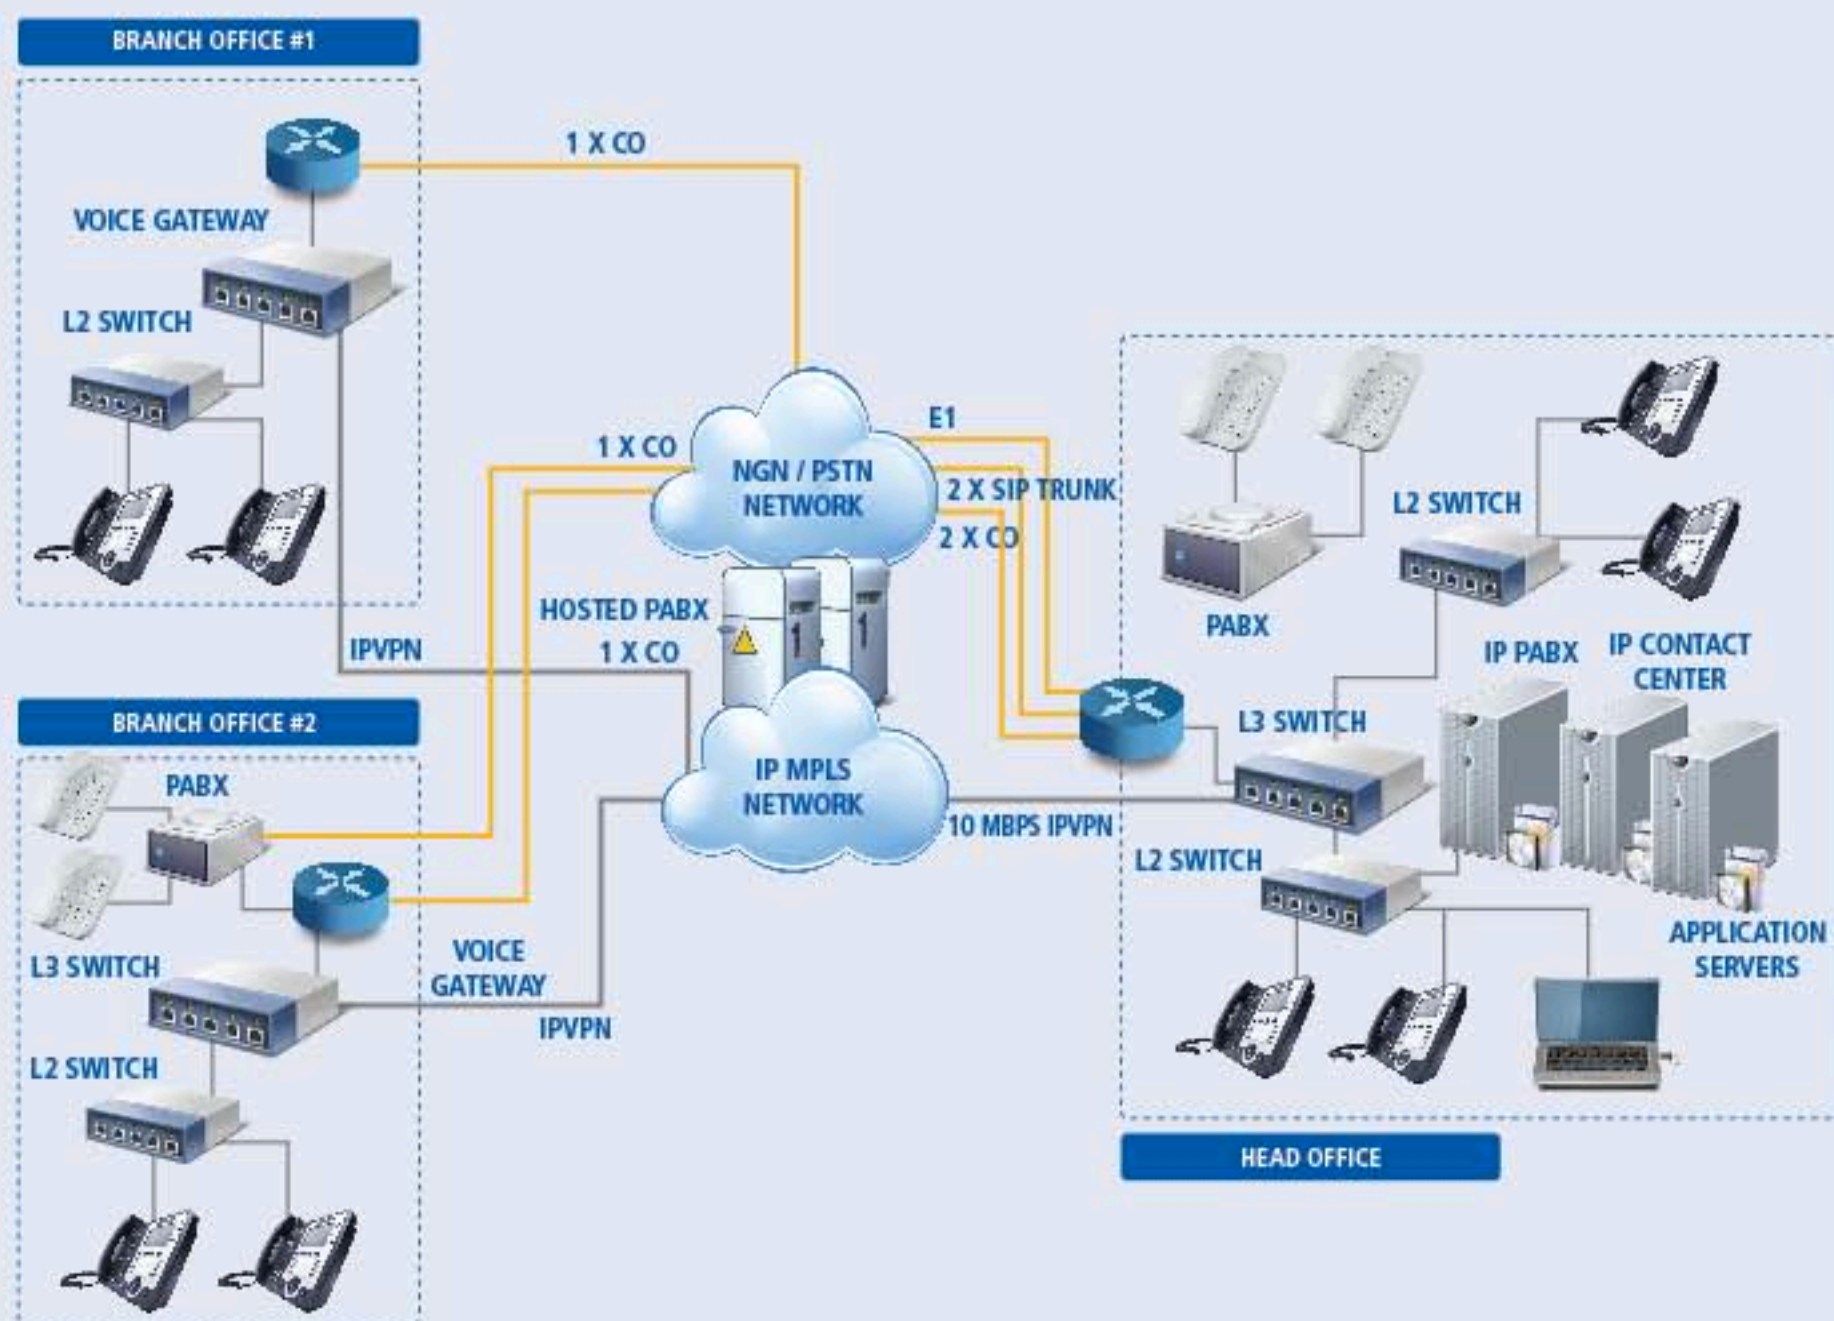 BRANCH OFFICE #1
1 X CO
VOICE GATEWAY
L2 SWITCH
IPVPN
1 X CO
NGN / PSTN
NETWORK
E1
2 X SIP TRUNK
2 X CO
HOSTED PABX
1
1
1 X CO
IP MPLS
NETWORK
10 MBPS IPVPN
BRANCH OFFICE #2
PABX
L3 SWITCH
VOICE
GATEWAY
IPVPN
L2 SWITCH
L2 SWITCH
PABX
IP PABX
IP CONTACT
CENTER
L3 SWITCH
L2 SWITCH
APPLICATION
SERVERS
HEAD OFFICE